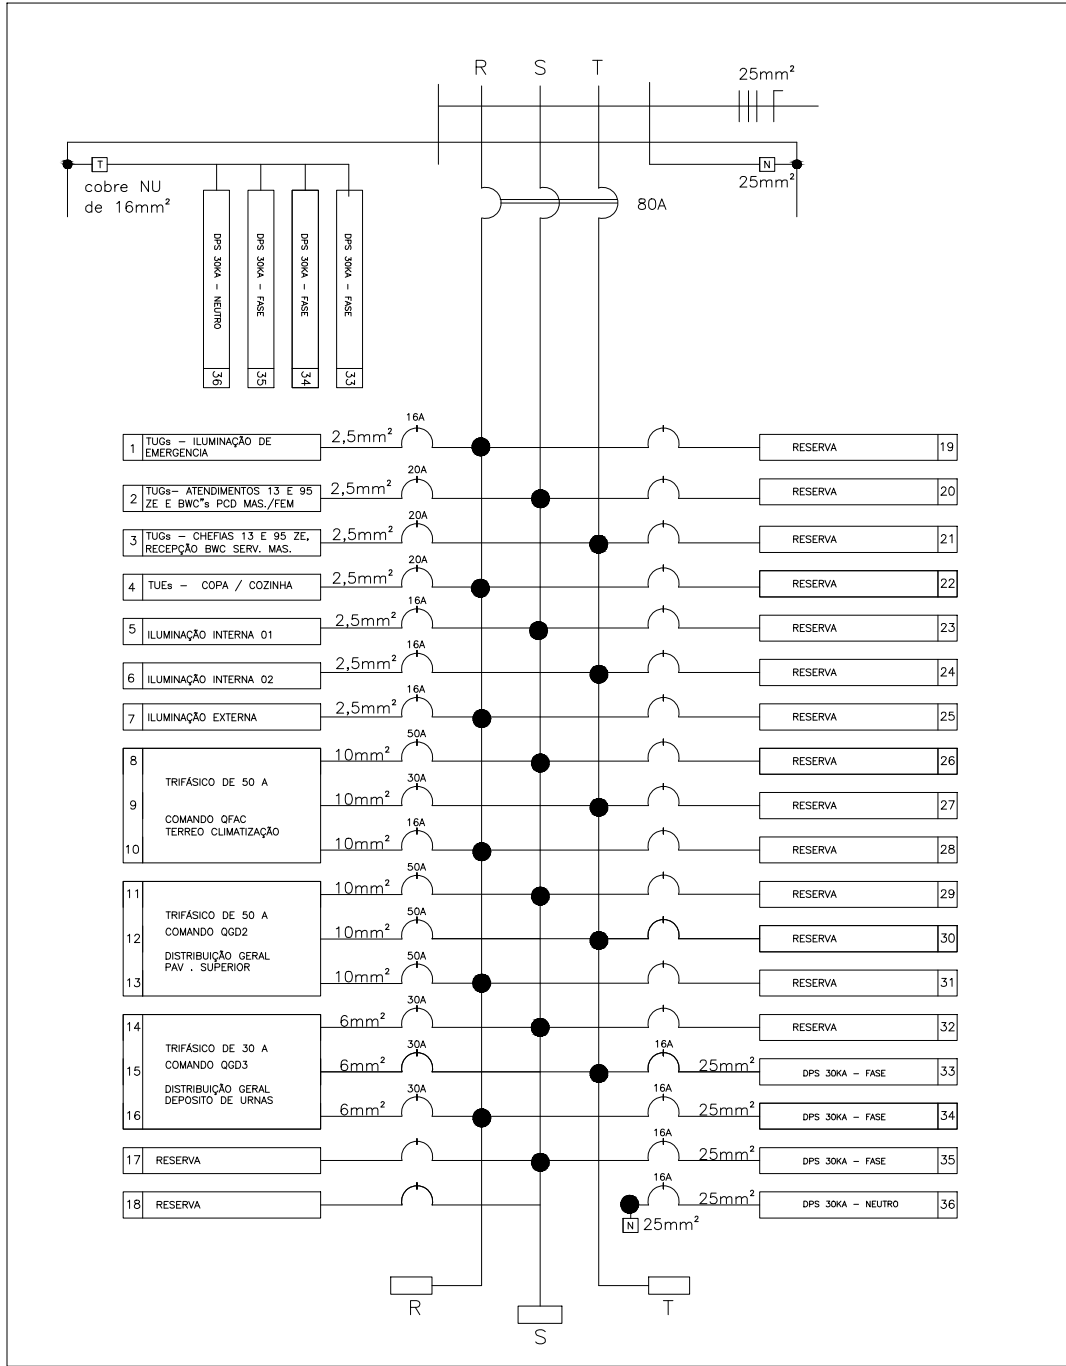 R S T
25mm²
T
N
cobre NU
de 16mm²
25mm²
80A
DPS 30KA - NEUTRO
36
DPS 30KA - FASE
35
DPS 30KA - FASE
34
DPS 30KA - FASE
33
1 TUGs - ILUMINAÇÃO DE
EMERGENCIA
2,5mm² 16A
RESERVA 19
2 TUGs- ATENDIMENTOS 13 E 95
ZE E BWC"s PCD MAS./FEM
2,5mm² 20A
RESERVA 20
3 TUGs - CHEFIAS 13 E 95 ZE,
RECEPÇÃO BWC SERV. MAS.
2,5mm² 20A
RESERVA 21
4 TUEs - COPA / COZINHA 2,5mm² 20A
RESERVA 22
5 ILUMINAÇÃO INTERNA 01 2,5mm² 16A
RESERVA 23
6 ILUMINAÇÃO INTERNA 02 2,5mm² 16A
RESERVA 24
7 ILUMINAÇÃO EXTERNA 2,5mm² 16A
RESERVA 25
8 10mm² 50A
RESERVA 26
TRIFÁSICO DE 50 A
9 10mm² 30A
RESERVA 27
COMANDO QFAC
TERREO CLIMATIZAÇÃO
10 10mm² 16A
RESERVA 28
11 10mm² 50A
RESERVA 29
TRIFÁSICO DE 50 A
COMANDO QGD2
12 10mm² 50A
RESERVA 30
DISTRIBUIÇÃO GERAL
PAV . SUPERIOR
13 10mm² 50A
RESERVA 31
14 6mm² 30A
RESERVA 32
TRIFÁSICO DE 30 A
COMANDO QGD3
15 6mm² 30A
16A 25mm² DPS 30KA - FASE 33
DISTRIBUIÇÃO GERAL
DEPOSITO DE URNAS
16 6mm² 30A
16A 25mm² DPS 30KA - FASE 34
17 RESERVA
16A 25mm² DPS 30KA - FASE 35
18 RESERVA
16A 25mm² DPS 30KA - NEUTRO 36
N 25mm²
R
S
T